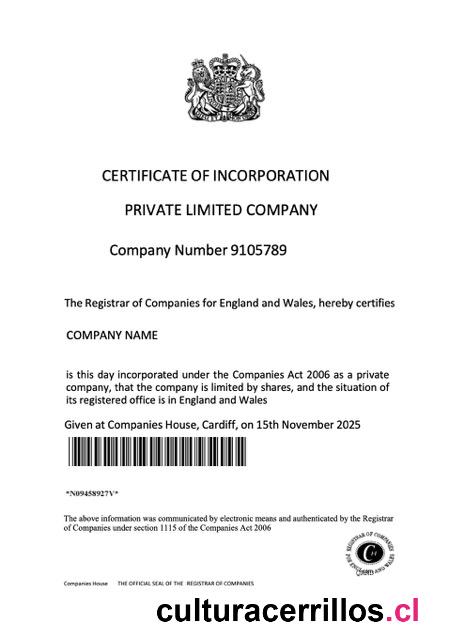 CERTIFICATE OF INCORPORATION
PRIVATE LIMITED COMPANY
Company Number 9105789
The Registrar of Companies for England and Wales, hereby certifies
COMPANY NAME
is this day incorporated under the Companies Act 2006 as a private
company, that the company is limited by shares, and the situation of
its registered office is in England and Wales
Given at Companies House, Cardiff, on 15th November 2025
*N09458927V*
The above information was communicated by electronic means and authenticated by the Registrar
of Companies under section 1115 of the Companies Act 2006
REGISTRAR OF COMPANIES
Companies House THE OFFICIAL SEAL OF THE REGISTRAR OF COMPANIES
culturacerrillos.cl